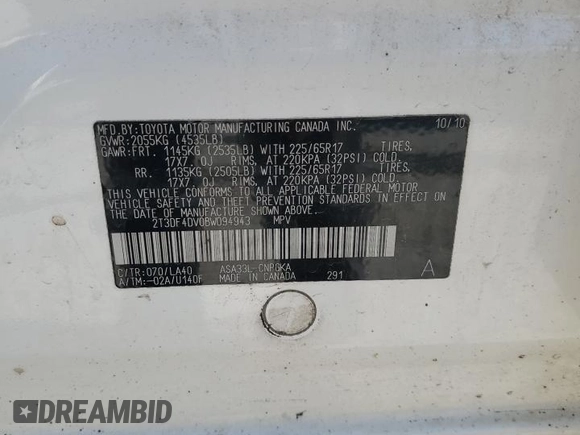 MFD.BY:TOYOTA MOTOR MANUFACTURING CANADA INC. 10/10
GVWR:2055KG (4535LB)
GAWR:FRT. 1145KG (2535LB) WITH 225/65R17 TIRES,
17X7.0J RIMS, AT 220KPA (32PSI) COLD.
RR. 1135KG (2505LB) WITH 225/65R17 TIRES,
17X7.0J RIMS, AT 220KPA (32PSI) COLD.
THIS VEHICLE CONFORMS TO ALL APPLICABLE FEDERAL MOTOR
VEHICLE SAFETY AND THEFT PREVENTION STANDARDS IN EFFECT ON
THE DATE OF MANUFACTURE SHOWN ABOVE.
2T3DF4DV0BW094943 MPV
C/TR:070/LA40 ASA33L-CNPGKA
A/TM:-02A/U140F MADE IN CANADA 291 A
DREAMBID